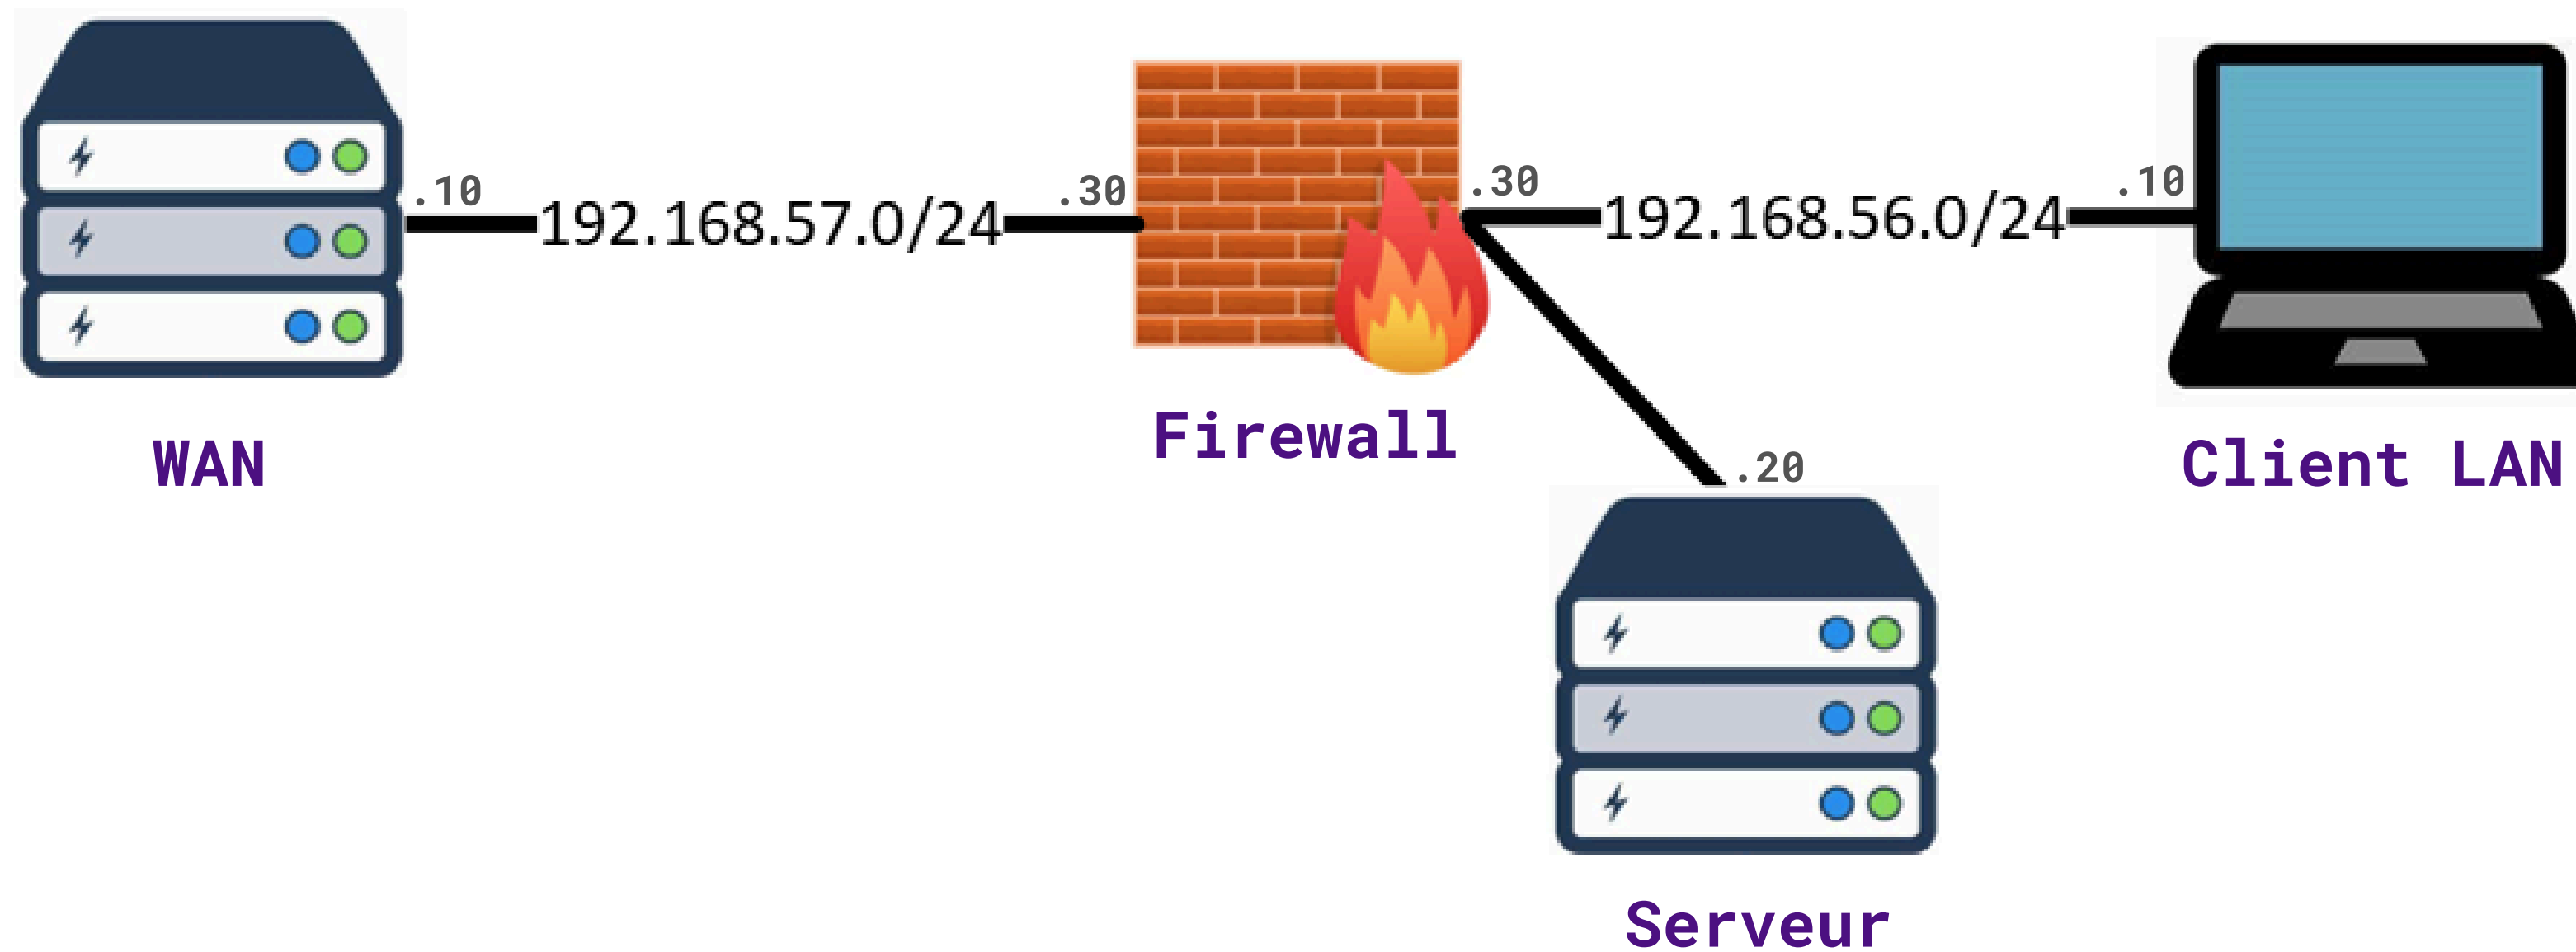 .10
192.168.57.0/24
.30
.30
192.168.56.0/24
.10
WAN
Firewall
Client LAN
.20
Serveur